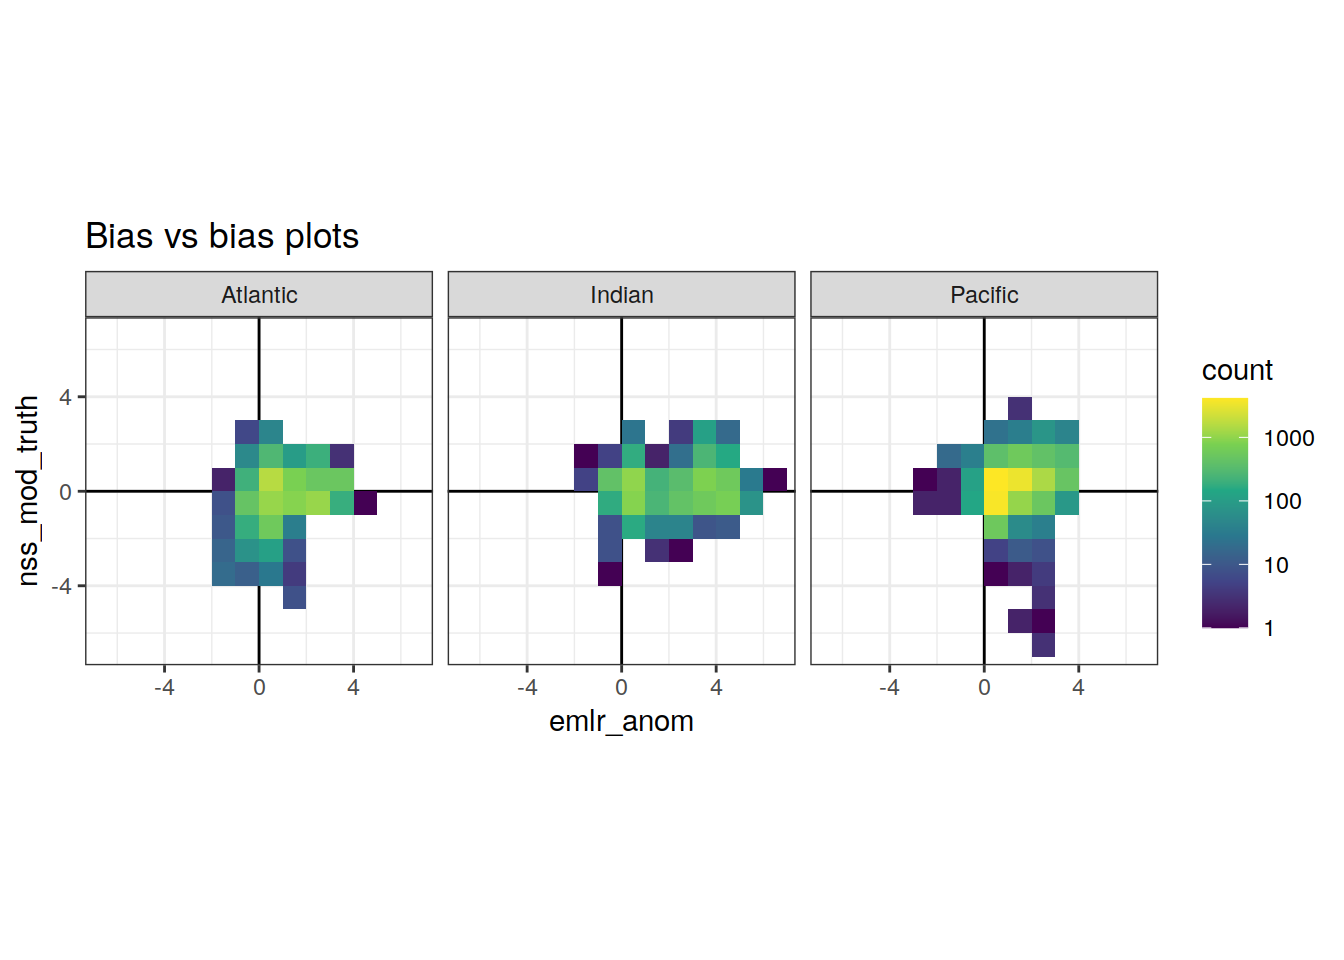 Bias vs bias plots
Atlantic Indian Pacific
nss_mod_truth
4
0
-4
-4 0 4 -4 0 4 -4 0 4
emlr_anom
count
1000
100
10
1